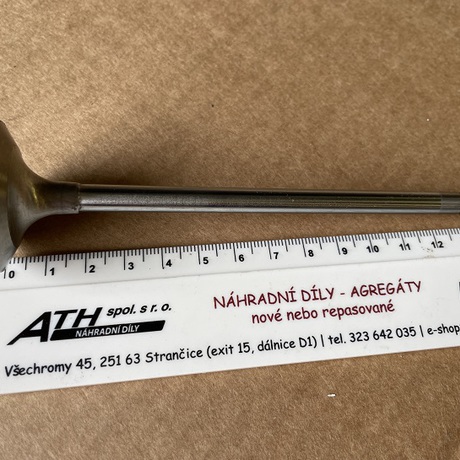 0 1 2 3 4 5 6 7 8 9 10 11 12
ATH spol. s r. o.
NÁHRADNÍ DÍLY
NÁHRADNÍ DÍLY - AGREGÁTY
nové nebo repasované
Všechromy 45, 251 63 Strančice (exit 15, dálnice D1) | tel. 323 642 035 | e-shop